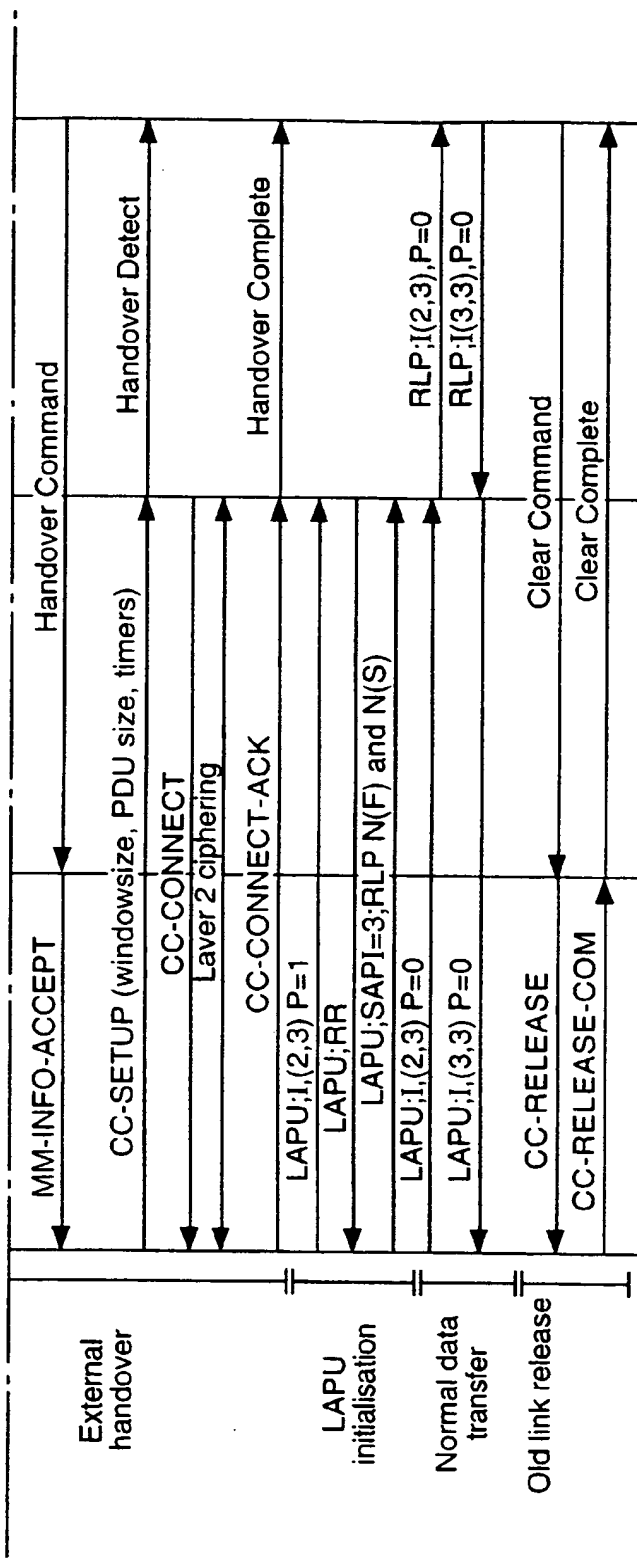 External
handover
LAPU
initialisation
Normal data
transfer
Old link release
MM-INFO-ACCEPT
Handover Command
CC-SETUP (windowsize, PDU size, timers)
Handover Detect
CC-CONNECT
Layer 2 ciphering
CC-CONNECT-ACK
Handover Complete
LAPU;I,(2,3) P=1
LAPU;RR
LAPU;SAPI=3;RLP N(F) and N(S)
LAPU;I,(2,3) P=0
RLP;I(2,3),P=0
LAPU;I,(3,3) P=0
RLP;I(3,3),P=0
CC-RELEASE
Clear Command
CC-RELEASE-COM
Clear Complete